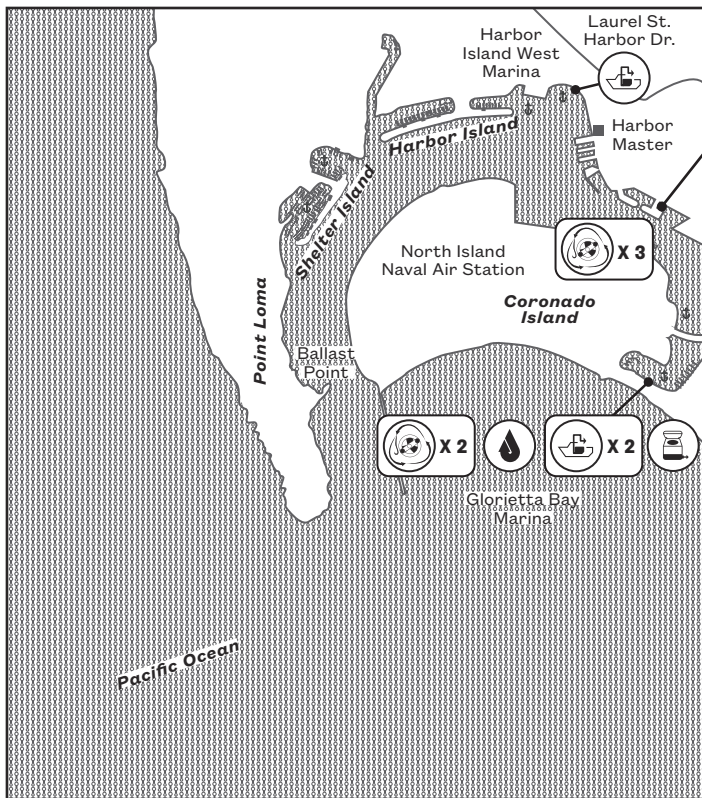 Laurel St.
Harbor Dr.
Harbor
Island West
Marina
Harbor
Master
Harbor Island
Shelter Island
X 3
North Island
Naval Air Station
Coronado
Island
Point Loma
Ballast
Point
X 2
X 2
Glorietta Bay
Marina
Pacific Ocean